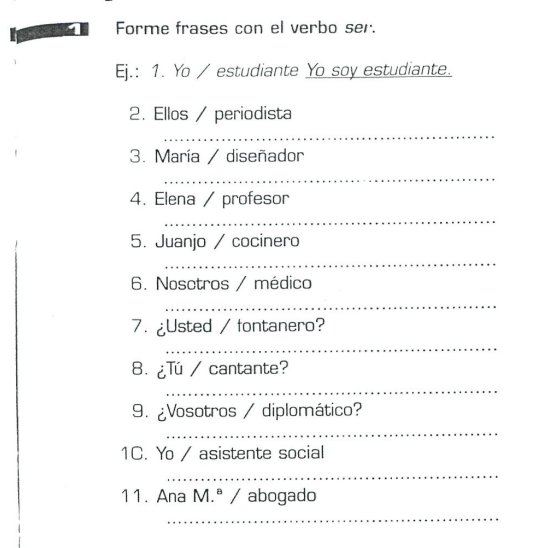 1 Forme frases con el verbo ser.
Ej.: 1. Yo / estudiante Yo soy estudiante.
2. Ellos / periodista
3. María / diseñador
4. Elena / profesor
5. Juanjo / cocinero
6. Nosotros / médico
7. ¿Usted / fontanero?
8. ¿Tú / cantante?
9. ¿Vosotros / diplomático?
10. Yo / asistente social
11. Ana M.ª / abogado